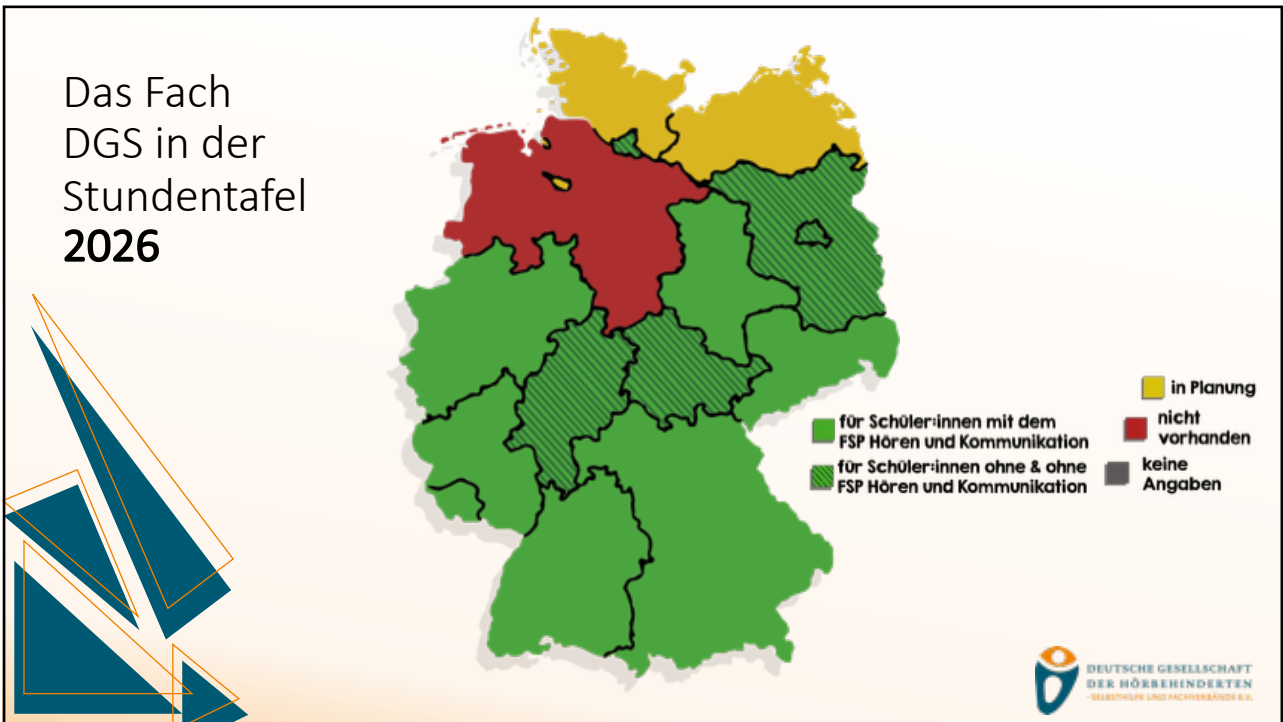 Das Fach
DGS in der
Stundentafel
2026
in Planung
für Schüler:innen mit dem
FSP Hören und Kommunikation
nicht
vorhanden
für Schüler:innen ohne & ohne
FSP Hören und Kommunikation
keine
Angaben
DEUTSCHE GESELLSCHAFT
DER HÖRBEHINDERTEN
-SELBSTHILFE UND FACHVERBÄNDE E.V.